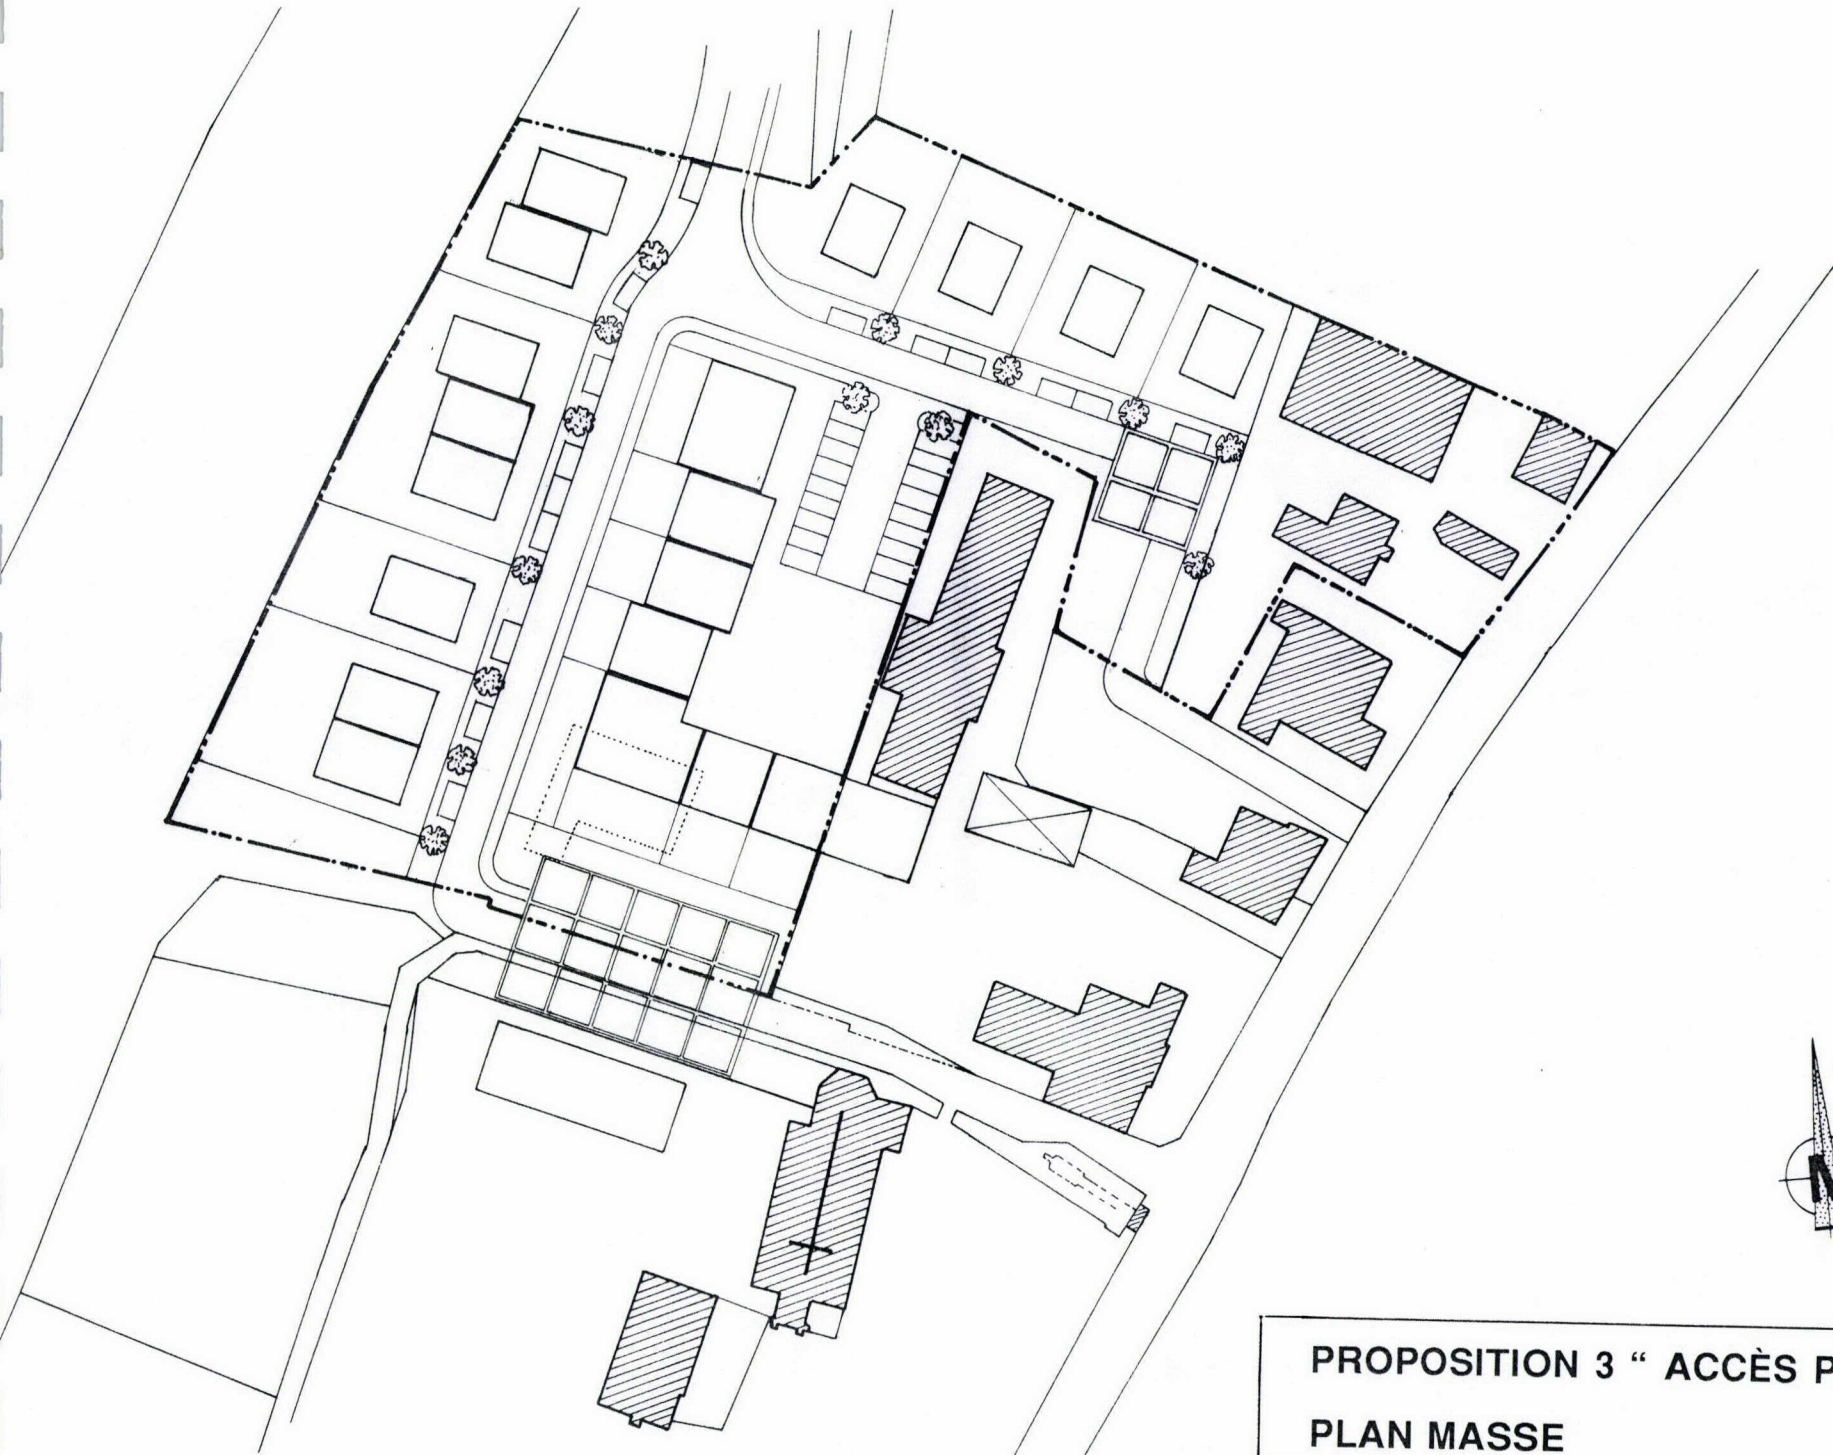 N
PROPOSITION 3 “ ACCÈS P
PLAN MASSE